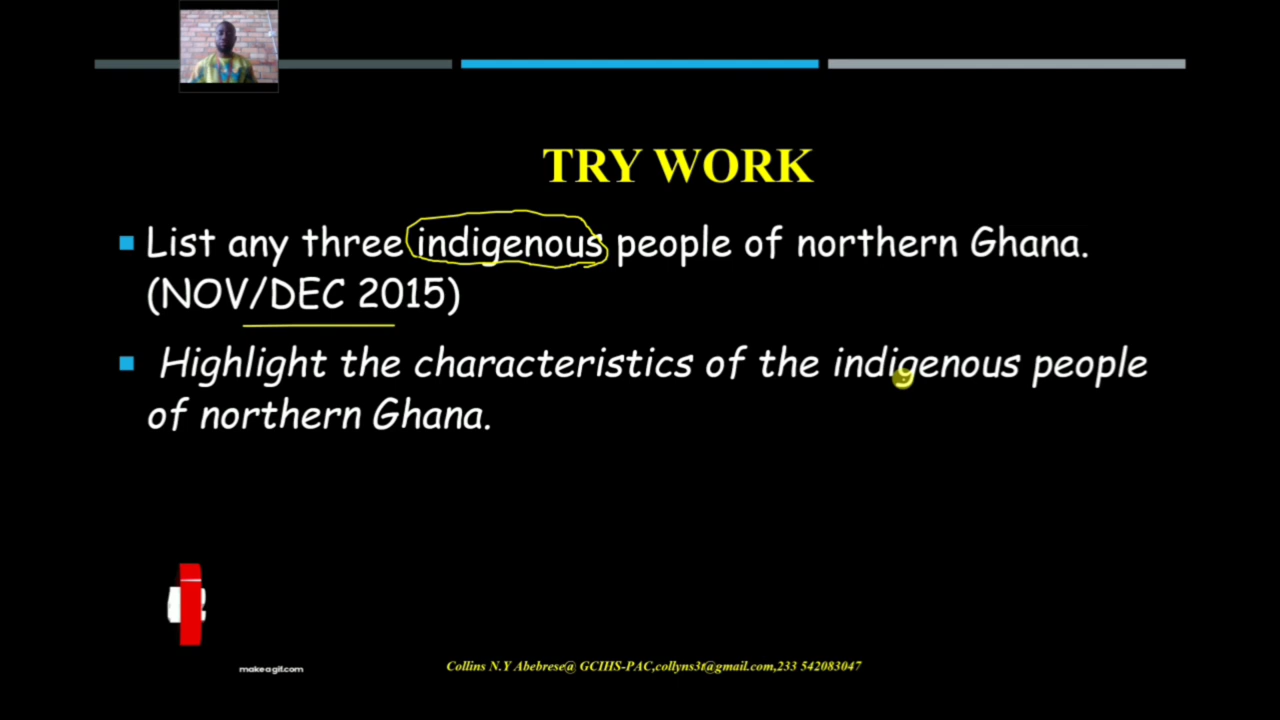 TRY WORK
List any three indigenous people of northern Ghana.
(NOV/DEC 2015)
Highlight the characteristics of the indigenous people
of northern Ghana.
makeagif.com
Collins N.Y Abebrese@ GCIHS-PAC,collyns3t@gmail.com,233 542083047